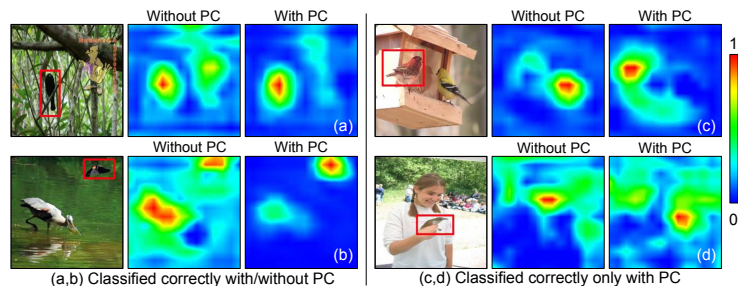 Without PC With PC
(a)
Without PC With PC
(b)
(a,b) Classified correctly with/without PC
Without PC With PC
(c)
Without PC With PC
(d)
(c,d) Classified correctly only with PC
1
0